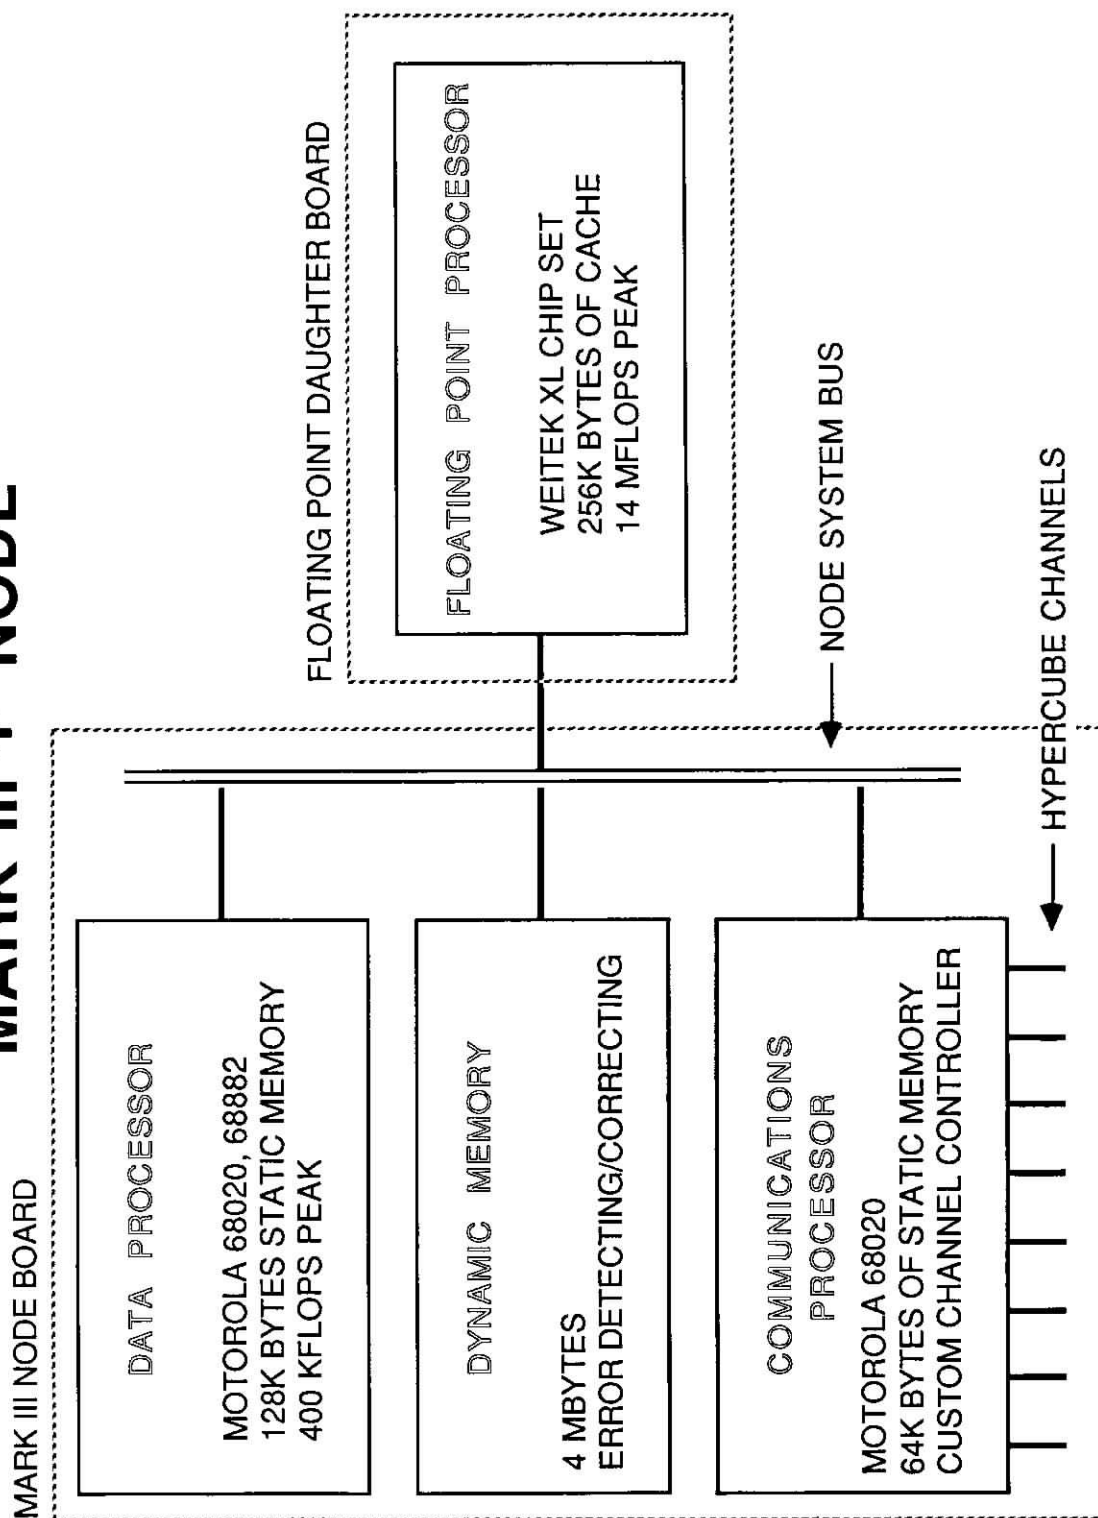 MARK III NODE BOARD
DATA PROCESSOR
MOTOROLA 68020, 68882
128K BYTES STATIC MEMORY
400 KFLOPS PEAK
DYNAMIC MEMORY
4 MBYTES
ERROR DETECTING/CORRECTING
COMMUNICATIONS
PROCESSOR
MOTOROLA 68020
64K BYTES OF STATIC MEMORY
CUSTOM CHANNEL CONTROLLER
FLOATING POINT DAUGHTER BOARD
FLOATING POINT PROCESSOR
WEITEK XL CHIP SET
256K BYTES OF CACHE
14 MFLOPS PEAK
NODE SYSTEM BUS
HYPERCUBE CHANNELS